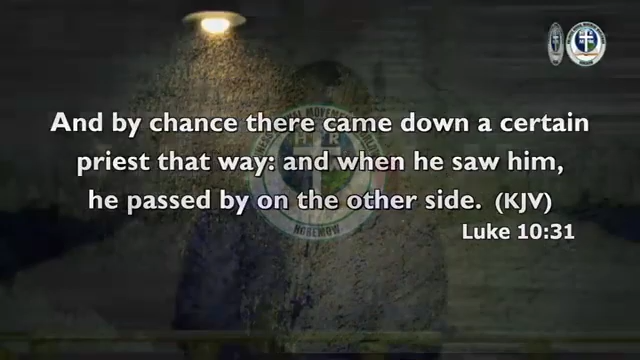 And by chance there came down a certain
priest that way: and when he saw him,
he passed by on the other side. (KJV)
Luke 10:31
HOREMOW